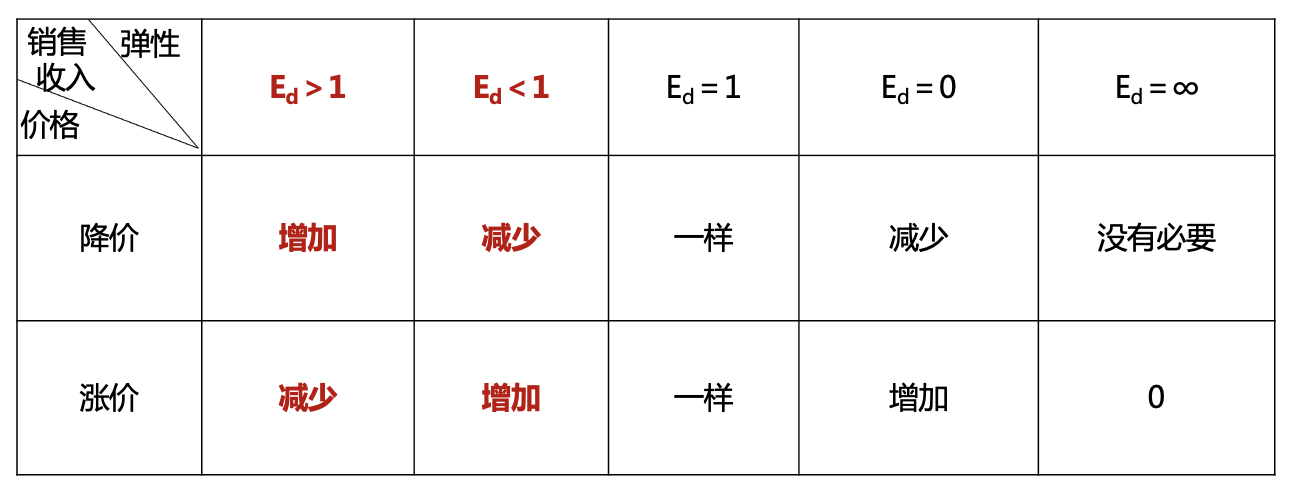 销售 弹性
收入
价格
Ed > 1
Ed < 1
Ed = 1
Ed = 0
Ed = ∞
降价
增加
减少
一样
减少
没有必要
涨价
减少
增加
一样
增加
0